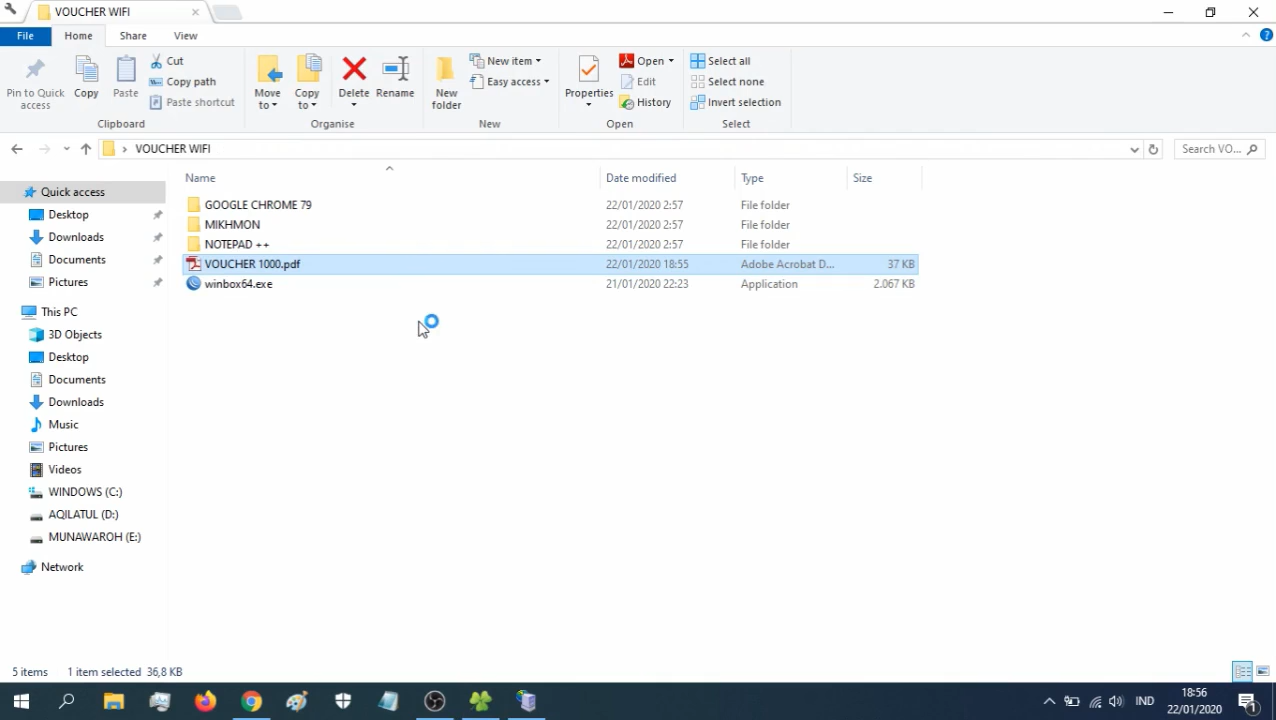 VOUCHER WIFI
File Home Share View
Pin to Quick access
Copy
Paste
Cut
Copy path
Paste shortcut
Clipboard
Move to
Copy to
Delete
Rename
Organise
New folder
New item
Easy access
New
Properties
Open
Edit
History
Open
Select all
Select none
Invert selection
Select
VOUCHER WIFI
Search VO...
Name Date modified Type Size
GOOGLE CHROME 79 22/01/2020 2:57 File folder
MIKHMON 22/01/2020 2:57 File folder
NOTEPAD ++ 22/01/2020 2:57 File folder
VOUCHER 1000.pdf 22/01/2020 18:55 Adobe Acrobat D... 37 KB
winbox64.exe 21/01/2020 22:23 Application 2.067 KB
Quick access
Desktop
Downloads
Documents
Pictures
This PC
3D Objects
Desktop
Documents
Downloads
Music
Pictures
Videos
WINDOWS (C:)
AQILATUL (D:)
MUNAWAROH (E:)
Network
5 items 1 item selected 36,8 KB
IND
18:56
22/01/2020
1